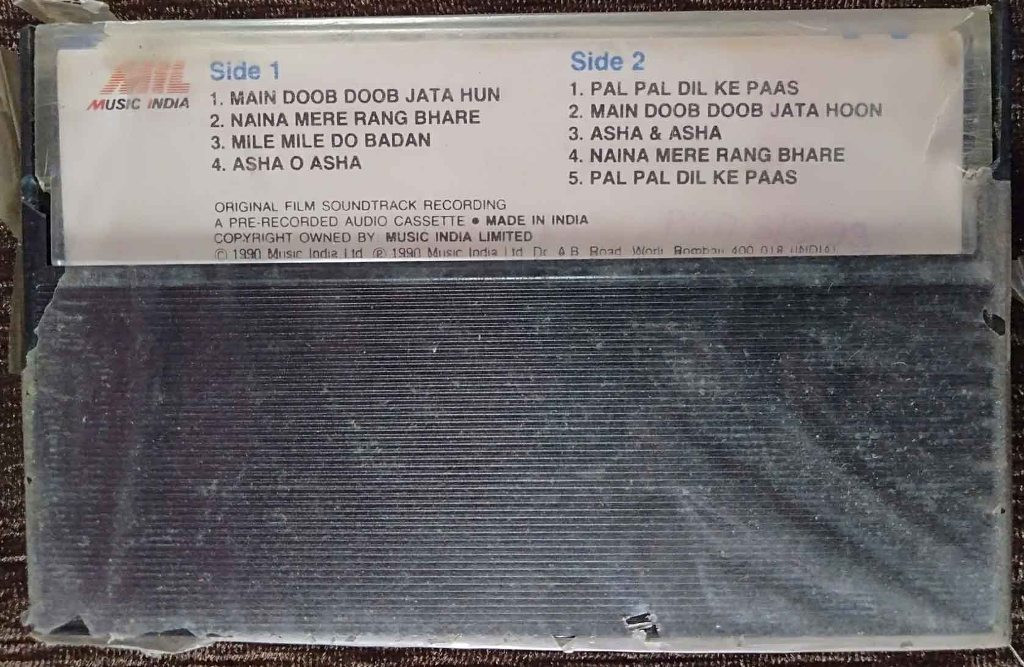 MIL
MUSIC INDIA
Side 1
1. MAIN DOOB DOOB JATA HUN
2. NAINA MERE RANG BHARE
3. MILE MILE DO BADAN
4. ASHA O ASHA
Side 2
1. PAL PAL DIL KE PAAS
2. MAIN DOOB DOOB JATA HOON
3. ASHA & ASHA
4. NAINA MERE RANG BHARE
5. PAL PAL DIL KE PAAS
ORIGINAL FILM SOUNDTRACK RECORDING
A PRE-RECORDED AUDIO CASSETTE ● MADE IN INDIA
COPYRIGHT OWNED BY MUSIC INDIA LIMITED
© 1990 Music India Ltd ℗ 1990 Music India Ltd Dr A B Road Worli Bombay 400 018 (INDIA)